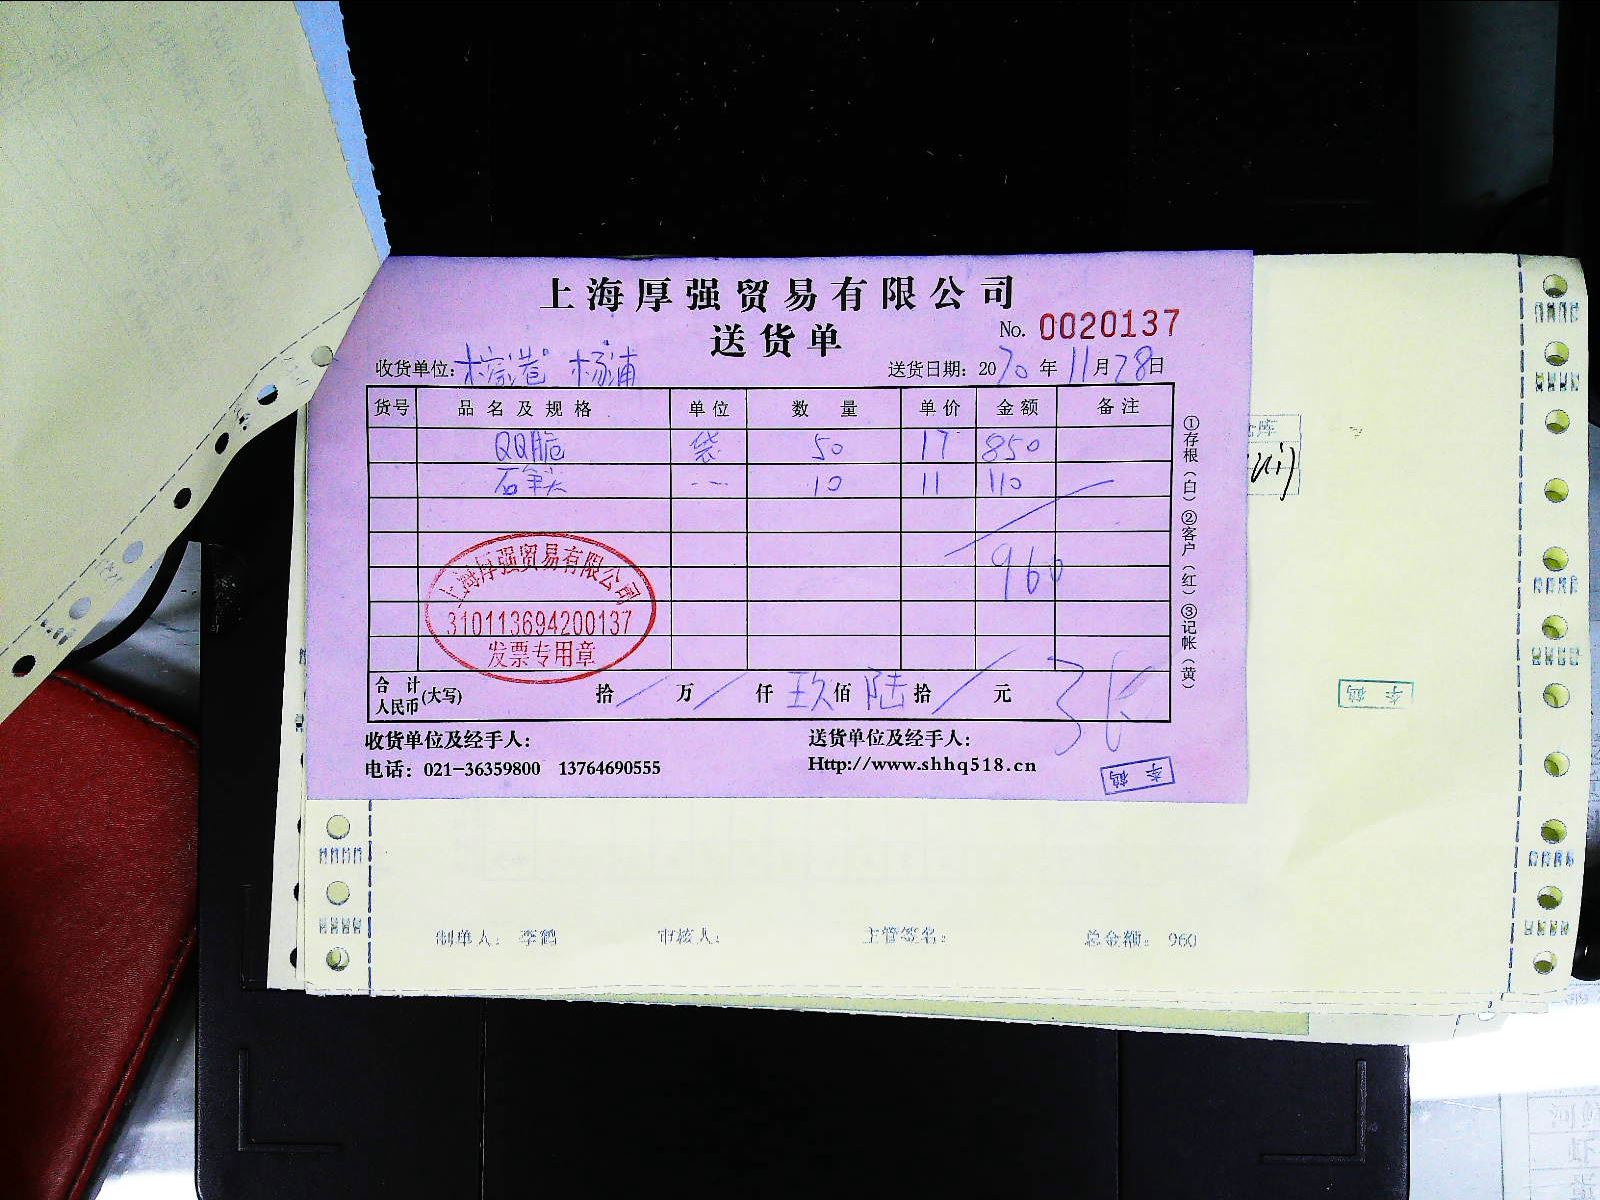 上海厚强贸易有限公司
送货单
No. 0020137
收货单位: 杨浦
送货日期: 2020年11月28日
货号 品名及规格 单位 数量 单价 金额 备注
QQ脆 袋 50 17 850
10 11 110
960
上海厚强贸易有限公司
310113694200137
发票专用章
合计人民币(大写) 拾 万 仟 玖佰 陆拾 元
①存根(白)②客户(红)③记帐(黄)
收货单位及经手人:
送货单位及经手人:
电话: 021-36359800 13764690555
Http://www.shhq518.cn
李鹤
李鹤
制单人: 李鹤 审核人: 主管签名: 总金额: 960